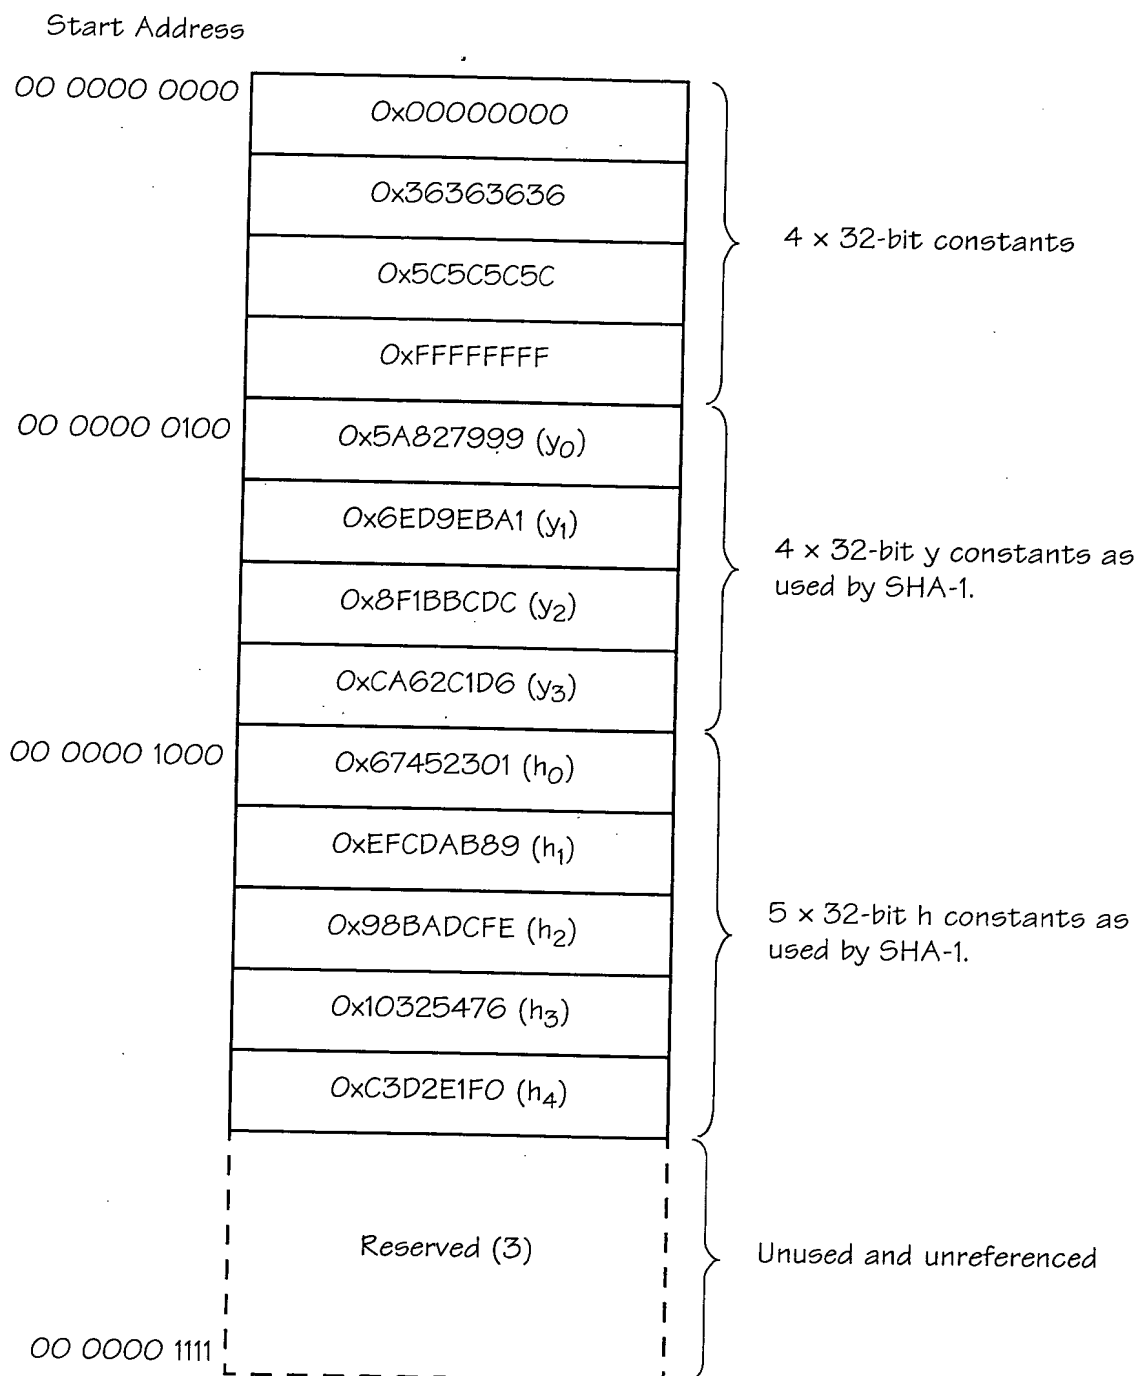 Start Address
00 0000 0000
0x00000000
0x36363636
4 x 32-bit constants
0x5C5C5C5C
0xFFFFFFFF
00 0000 0100
0x5A827999 (y0)
0x6ED9EBA1 (y1)
4 x 32-bit y constants as
used by SHA-1.
0x8F1BBCDC (y2)
0xCA62C1D6 (y3)
00 0000 1000
0x67452301 (h0)
0xEFCDAB89 (h1)
0x98BADCFE (h2)
5 x 32-bit h constants as
used by SHA-1.
0x10325476 (h3)
0xC3D2E1F0 (h4)
Reserved (3)
Unused and unreferenced
00 0000 1111